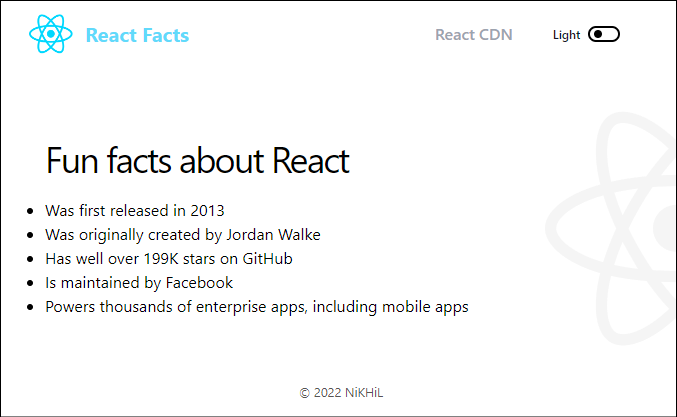 React Facts
React CDN
Light
Fun facts about React
Was first released in 2013
Was originally created by Jordan Walke
Has well over 199K stars on GitHub
Is maintained by Facebook
Powers thousands of enterprise apps, including mobile apps
© 2022 NiKHiL